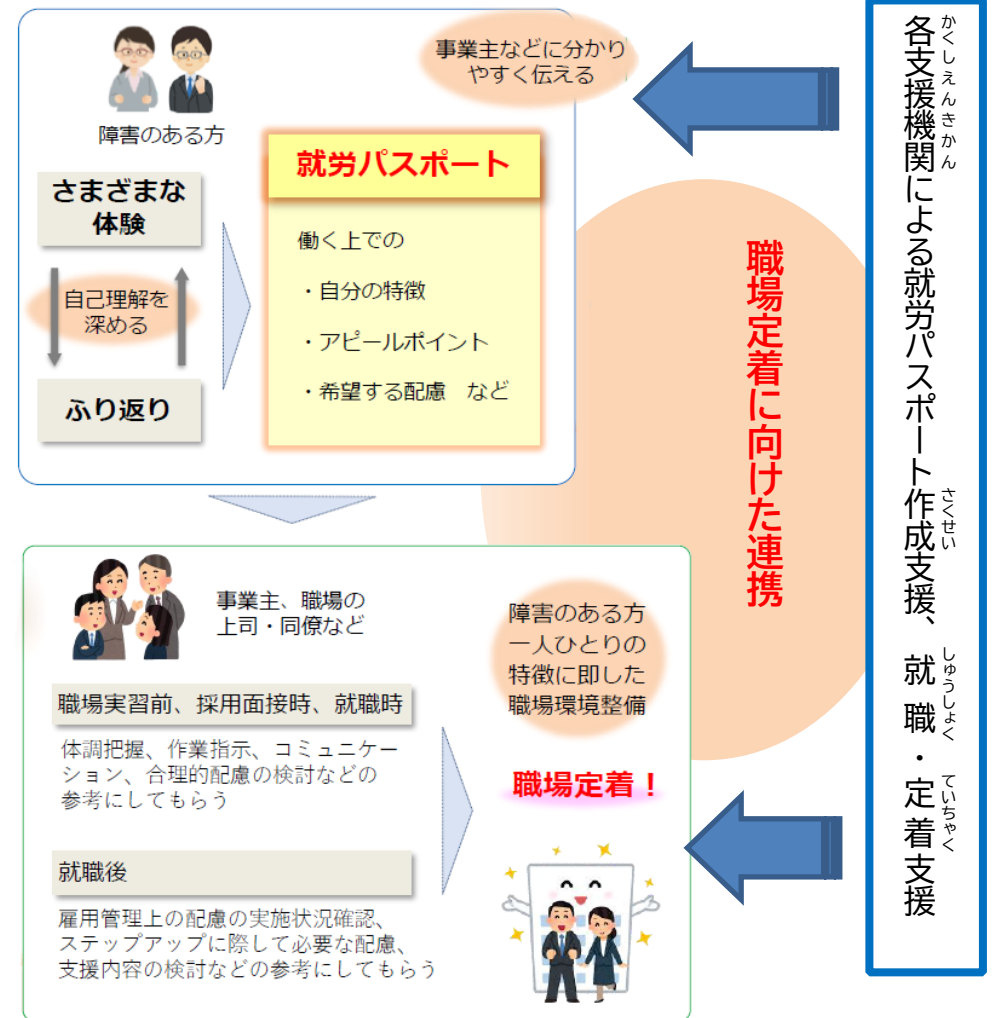 障害のある方
事業主などに分かり
やすく伝える
さまざまな
体験
自己理解を
深める
ふり返り
就労パスポート
働く上での
・自分の特徴
・アピールポイント
・希望する配慮　など
事業主、職場の
上司・同僚など
職場実習前、採用面接時、就職時
体調把握、作業指示、コミュニケー
ション、合理的配慮の検討などの
参考にしてもらう
就職後
雇用管理上の配慮の実施状況確認、
ステップアップに際して必要な配慮、
支援内容の検討などの参考にしてもらう
障害のある方
一人ひとりの
特徴に即した
職場環境整備
職場定着！
職場定着に向けた連携
各支援機関による就労パスポート作成支援、就職・定着支援
かくしえんきかん
さくせい
しゅうしょく
ていちゃく